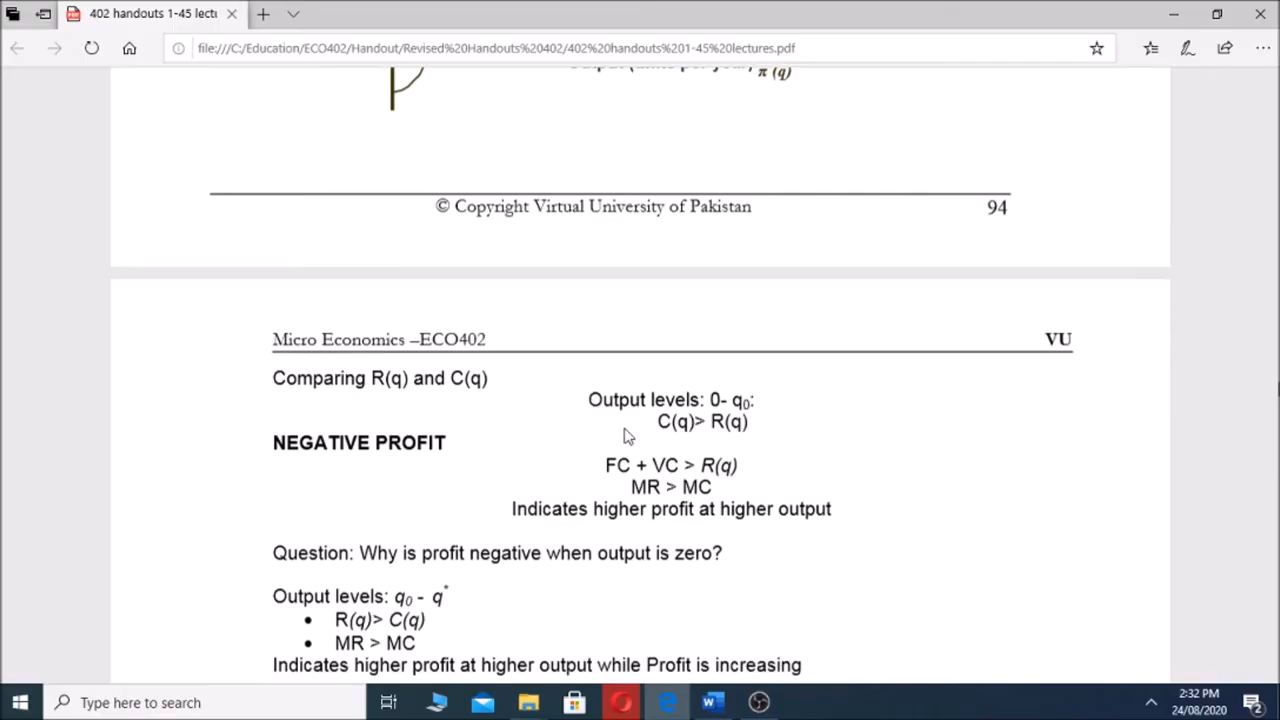 402 handouts 1-45 lectu
file:///C:/Education/ECO402/Handout/Revised%20Handouts%20402/402%20handouts%201-45%20lectures.pdf
π (q)
© Copyright Virtual University of Pakistan 94
Micro Economics –ECO402 VU
Comparing R(q) and C(q)
Output levels: 0- q₀:
C(q)> R(q)
NEGATIVE PROFIT
FC + VC > R(q)
MR > MC
Indicates higher profit at higher output
Question: Why is profit negative when output is zero?
Output levels: q₀ - q*
• R(q)> C(q)
• MR > MC
Indicates higher profit at higher output while Profit is increasing
Type here to search
2:32 PM
24/08/2020
2